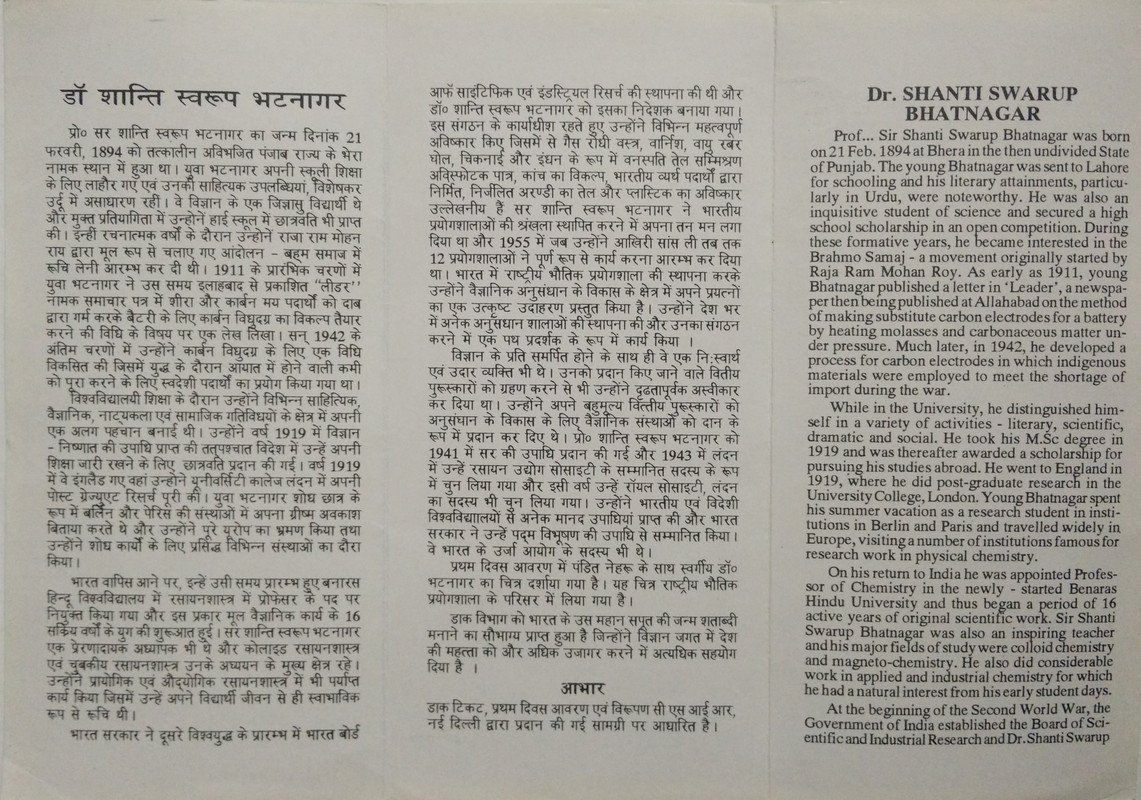 डॉ शान्ति स्वरूप भटनागर
प्रो० सर शान्ति स्वरूप भटनागर का जन्म दिनांक 21
फरवरी, 1894 को तत्कालीन अविभजित पंजाब राज्य के भेरा
नामक स्थान में हुआ था । युवा भटनागर अपनी स्कूली शिक्षा
के लिए लाहौर गए एवं उनकी साहित्यक उपलब्धियां, विशेषकर
उर्दू में असाधारण रहीं । वे विज्ञान के एक जिज्ञासु विद्यार्थी थे
और मुक्त प्रतियागिता में उन्होनें हाई स्कूल में छात्रवति भी प्राप्त
की । इन्हीं रचनात्मक वर्षों के दौरान उन्होनें राजा राम मोहन
राय द्वारा मूल रूप से चलाए गए आंदोलन - बहम समाज में
रूचि लेनी आरम्भ कर दी थी । 1911 के प्रारंभिक चरणों में
युवा भटनागर ने उस समय इलाहबाद से प्रकाशित “लीडर’’
नामक समाचार पत्र में शीरा और कार्बन मय पदार्थों को दाब
द्वारा गर्म करके बैटरी के लिए कार्बन विधुदग्र का विकल्प तैयार
करने की विधि के विषय पर एक लेख लिखा । सन् 1942 के
अंतिम चरणों में उन्होंने कार्बन विधुदग्र के लिए एक विधि
विकसित की जिसमें युद्ध के दौरान आयात में होने वाली कमी
को पूरा करने के लिए स्वदेशी पदार्थों का प्रयोग किया गया था ।
विश्वविद्यालयी शिक्षा के दौरान उन्होंने विभिन्न साहित्यिक,
वैज्ञानिक, नाट्यकला एवं सामाजिक गतिविघयों के क्षेत्र में अपनी
एक अलग पहचान बनाई थी । उन्होंने वर्ष 1919 में विज्ञान
- निष्णात की उपाधि प्राप्त की ततुपश्चात विदेश में उन्हें अपनी
शिक्षा जारी रखने के लिए छात्रवति प्रदान की गई । वर्ष 1919
में वे इंगलैड गए वहां उन्होने यूनीवर्सिटी कालेज लंदन में अपनी
पोस्ट ग्रेज्युएट रिसर्च पूरी की । युवा भटनागर शोध छात्र के
रूप में बर्लिन और पेरिस की संस्थाओं में अपना ग्रीष्म अवकाश
बिताया करते थे और उन्होंने पूरे यूरोप का भ्रमण किया तथा
उन्होंने शोध कार्यो के लिए प्रसिद्ध विभिन्न संस्थाओं का दौरा
किया ।
भारत वापिस आने पर, इन्हें उसी समय प्रारम्भ हुए बनारस
हिन्दू विश्वविद्यालय में रसायनशास्त्र में प्रोफेसर के पद पर
नियुक्त किया गया और इस प्रकार मूल वैज्ञानिक कार्य के 16
सक्रिय वर्षों के युग की शुरूआत हुई । सर शान्ति स्वरूप भटनागर
एक प्रेरणादायक अध्यापक भी थे और कोलाइड रसायनशास्त्र
एवं चुबकीय रसायनशास्त्र उनके अध्ययन के मुख्य क्षेत्र रहे ।
उन्होंने प्रायोगिक एवं औद्योगिक रसायनशास्त्र में भी पर्याप्त
कार्य किया जिसमें उन्हें अपने विद्यार्थी जीवन से ही स्वाभाविक
रूप से रूचि थी ।
भारत सरकार ने दूसरे विश्वयुद्ध के प्रारम्भ में भारत बोर्ड
आफॅ साइंटिफिक एवं इंडस्ट्रियल रिसर्च की स्थापना की थी और
डॉ० शान्ति स्वरूप भटनागर को इसका निदेशक बनाया गया ।
इस संगठन के कार्याधीश रहते हुए उन्होंने विभिन्न महत्वपूर्ण
अविष्कार किए जिसमें से गैस रोधी वस्त्र, वार्निश, वायु रबर
घोल, चिकनाई और इंधन के रूप में वनस्पति तेल सम्मिश्रण
अविस्फोटक पात्र, कांच का विकल्प, भारतीय व्यर्थ पदार्थों द्वारा
निर्मित, निर्जलित अरण्डी का तेल और प्लास्टिक का अविष्कार
उल्लेखनीय हैं सर शान्ति स्वरूप भटनागर ने भारतीय
प्रयोगशालाओं की श्रंखला स्थापित करने में अपना तन मन लगा
दिया था और 1955 में जब उन्होंने आखिरी सांस ली तब तक
12 प्रयोगशालाओं ने पूर्ण रूप से कार्य करना आरम्भ कर दिया
था । भारत में राष्ट्रीय भौतिक प्रयोगशाला की स्थापना करके
उन्होंने वैज्ञानिक अनुसंधान के विकास के क्षेत्र में अपने प्रयत्नों
का एक उत्कृष्ट उदाहरण प्रस्तुत किया है । उन्होंने देश भर
में अनेक अनुसंधान शालाओं की स्थापना की और उनका संगठन
करने में एक पथ प्रदर्शक के रूप में कार्य किया ।
विज्ञान के प्रति समर्पित होने के साथ ही वे एक नि:स्वार्थ
एवं उदार व्यक्ति भी थे । उनको प्रदान किए जाने वाले वितीय
पुरूस्कारों को ग्रहण करने से भी उन्होंने दृढतापूर्वक अस्वीकार
कर दिया था । उन्होंने अपने बहुमूल्य वित्तीय पुरूस्कारों को
अनुसंधान के विकास के लिए वैज्ञानिक संस्थाओं को दान के
रूप में प्रदान कर दिए थे । प्रो० शान्ति स्वरूप भटनागर को
1941 में सर की उपाधि प्रदान की गई और 1943 में लंदन
में उन्हें रसायन उद्योग सोसाइटी के सम्मिनत सदस्य के रूप
में चुन लिया गया और इसी वर्ष उन्हें रॉयल सोसाइटी, लंदन
का सदस्य भी चुन लिया गया । उन्होंने भारतीय एवं विदेशी
विश्वविद्यालयों से अनेक मानद उपाधियां प्राप्त की और भारत
सरकार ने उन्हें पदम विभूषण की उपाधि से सम्मानित किया ।
वे भारत के उर्जा आयोग के सदस्य भी थे ।
प्रथम दिवस आवरण में पंडित नेहरू के साथ स्वर्गीय डॉ०
भटनागर का चित्र दर्शाया गया है । यह चित्र राष्ट्रीय भौतिक
प्रयोगशाला के परिसर में लिया गया है ।
डाक विभाग को भारत के उस महान सपूत की जन्म शताब्दी
मनाने का सौभाग्य प्राप्त हुआ है जिन्होंने विज्ञान जगत में देश
की महत्ता को और अधिक उजागर करने में अत्यधिक सहयोग
दिया है ।
आभार
डाक टिकट, प्रथम दिवस आवरण एवं विरूपण सी एस आई आर,
नई दिल्ली द्वारा प्रदान की गई सामग्री पर आधारित है ।
Dr. SHANTI SWARUP
BHATNAGAR
Prof... Sir Shanti Swarup Bhatnagar was born
on 21 Feb. 1894 at Bhera in the then undivided State
of Punjab. The young Bhatnagar was sent to Lahore
for schooling and his literary attainments, particu-
larly in Urdu, were noteworthy. He was also an
inquisitive student of science and secured a high
school scholarship in an open competition. During
these formative years, he became interested in the
Brahmo Samaj - a movement originally started by
Raja Ram Mohan Roy. As early as 1911, young
Bhatnagar published a letter in ‘Leader’, a newspa-
per then being published at Allahabad on the method
of making substitute carbon electrodes for a battery
by heating molasses and carbonaceous matter un-
der pressure. Much later, in 1942, he developed a
process for carbon electrodes in which indigenous
materials were employed to meet the shortage of
import during the war.
While in the University, he distinguished him-
self in a variety of activities - literary, scientific,
dramatic and social. He took his M.Sc degree in
1919 and was thereafter awarded a scholarship for
pursuing his studies abroad. He went to England in
1919, where he did post-graduate research in the
University College, London. Young Bhatnagar spent
his summer vacation as a research student in insti-
tutions in Berlin and Paris and travelled widely in
Europe, visiting a number of institutions famous for
research work in physical chemistry.
On his return to India he was appointed Profes-
sor of Chemistry in the newly - started Benaras
Hindu University and thus began a period of 16
active years of original scientific work. Sir Shanti
Swarup Bhatnagar was also an inspiring teacher
and his major fields of study were colloid chemistry
and magneto-chemistry. He also did considerable
work in applied and industrial chemistry for which
he had a natural interest from his early student days.
At the beginning of the Second World War, the
Government of India established the Board of Sci-
entific and Industrial Research and Dr. Shanti Swarup